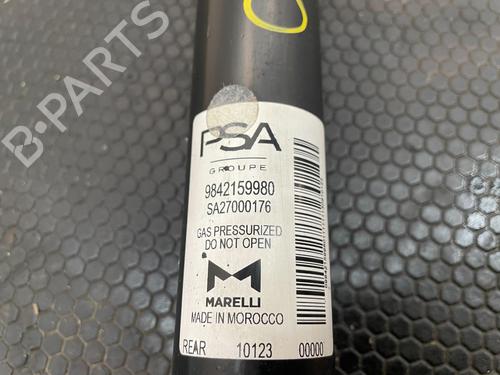 B-PARTS
PSA
GROUPE
9842159980
SA27000176
GAS PRESSURIZED
DO NOT OPEN
MARELLI
MADE IN MOROCCO
REAR 10123 00000